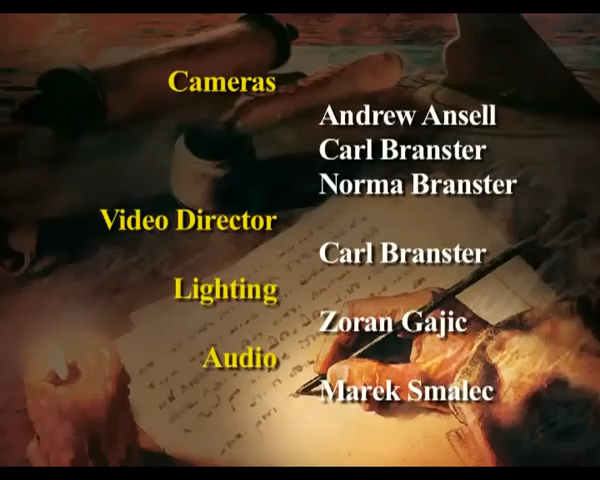 Cameras
Andrew Ansell
Carl Branster
Norma Branster
Video Director
Carl Branster
Lighting
Zoran Gajic
Audio
Marek Smalec